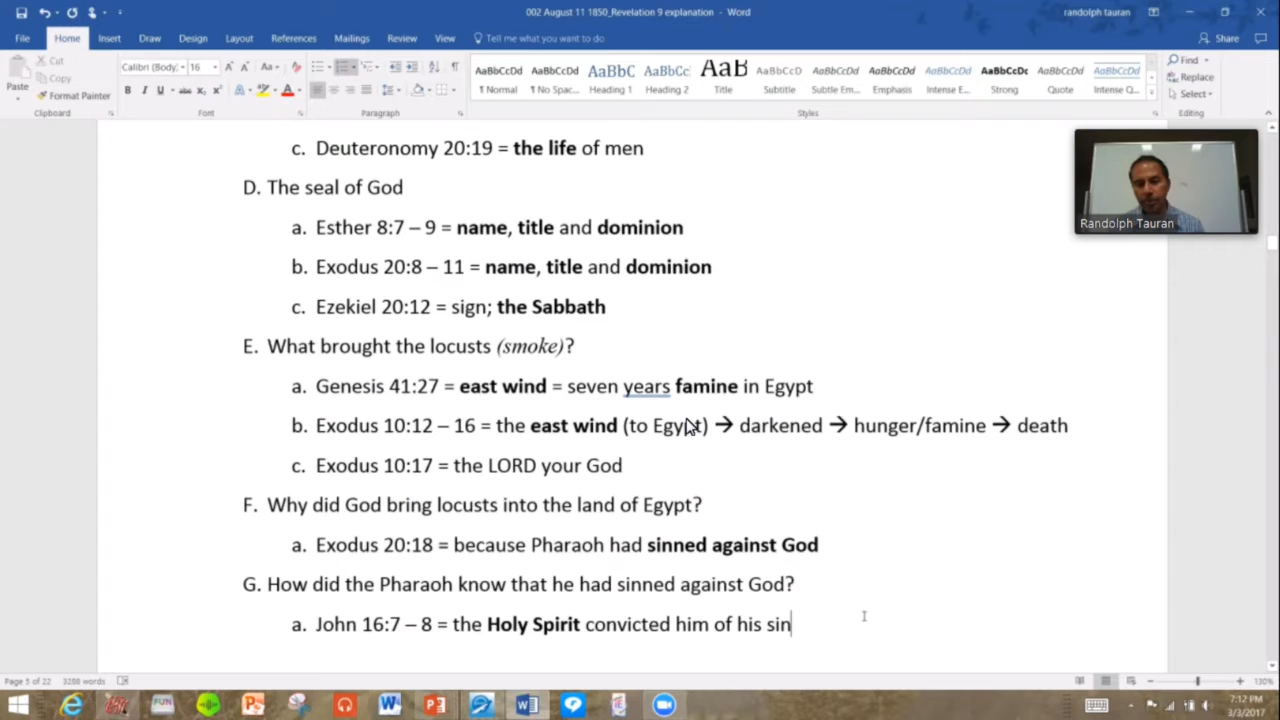 002 August 11 1850_Revelation 9 explanation - Word
randolph tauran
File Home Insert Draw Design Layout References Mailings Review View Tell me what you want to do Share
Paste Cut Copy Format Painter
Clipboard
Calibri (Body) 16
Font
Paragraph
AaBbCcDd AaBbCcDd AaBbC AaBbCc AaB AaBbCcD AaBbCcDd AaBbCcDd AaBbCcDd AaBbCcDc AaBbCcDd AaBbCcDd
¶ Normal ¶ No Spac... Heading 1 Heading 2 Title Subtitle Subtle Em... Emphasis Intense E... Strong Quote Intense Q...
Styles
Find
Replace
Select
Editing
c. Deuteronomy 20:19 = the life of men
D. The seal of God
a. Esther 8:7 – 9 = name, title and dominion
b. Exodus 20:8 – 11 = name, title and dominion
c. Ezekiel 20:12 = sign; the Sabbath
E. What brought the locusts (smoke)?
a. Genesis 41:27 = east wind = seven years famine in Egypt
b. Exodus 10:12 – 16 = the east wind (to Egypt) → darkened → hunger/famine → death
c. Exodus 10:17 = the LORD your God
F. Why did God bring locusts into the land of Egypt?
a. Exodus 20:18 = because Pharaoh had sinned against God
G. How did the Pharaoh know that he had sinned against God?
a. John 16:7 – 8 = the Holy Spirit convicted him of his sin
Randolph Tauran
Page 5 of 22 3288 words
130%
7:12 PM
3/3/2017